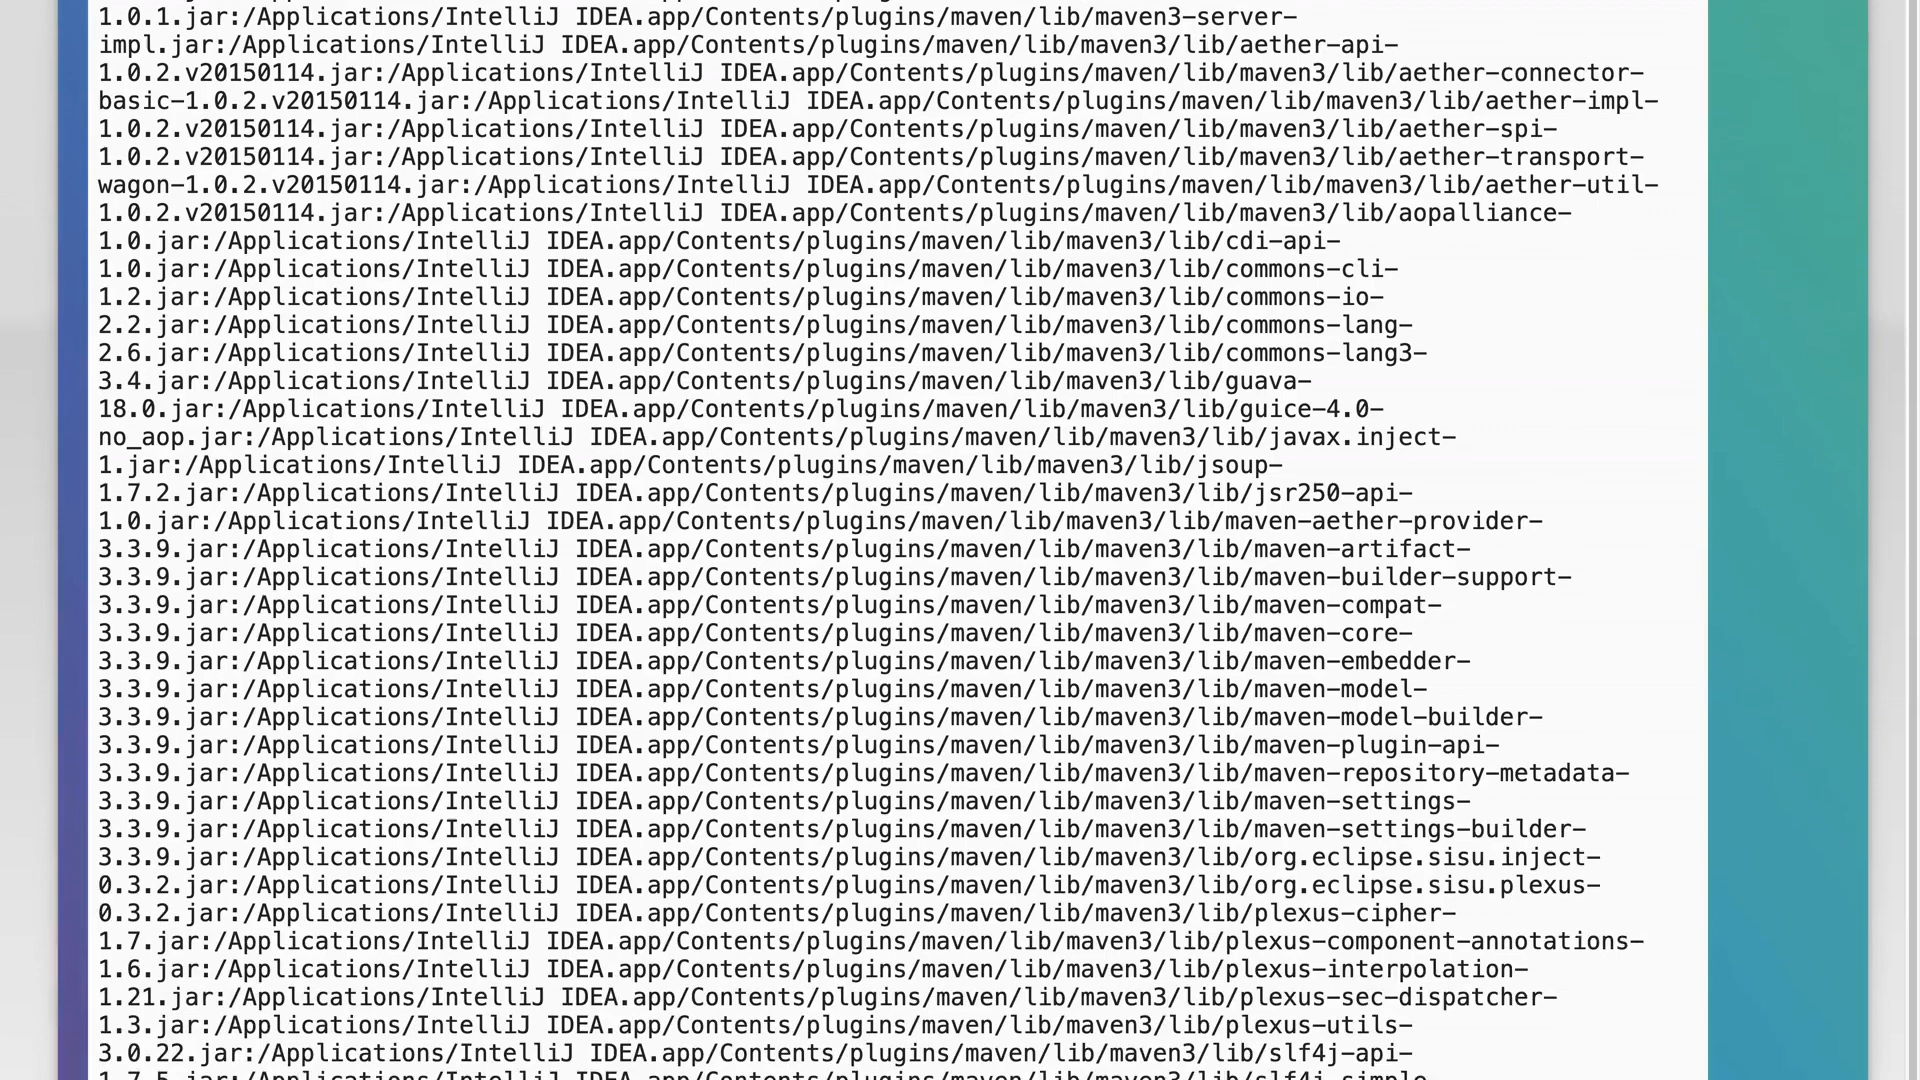 1.0.1.jar:/Applications/IntelliJ IDEA.app/Contents/plugins/maven/lib/maven3-server-
impl.jar:/Applications/IntelliJ IDEA.app/Contents/plugins/maven/lib/maven3/lib/aether-api-
1.0.2.v20150114.jar:/Applications/IntelliJ IDEA.app/Contents/plugins/maven/lib/maven3/lib/aether-connector-
basic-1.0.2.v20150114.jar:/Applications/IntelliJ IDEA.app/Contents/plugins/maven/lib/maven3/lib/aether-impl-
1.0.2.v20150114.jar:/Applications/IntelliJ IDEA.app/Contents/plugins/maven/lib/maven3/lib/aether-spi-
1.0.2.v20150114.jar:/Applications/IntelliJ IDEA.app/Contents/plugins/maven/lib/maven3/lib/aether-transport-
wagon-1.0.2.v20150114.jar:/Applications/IntelliJ IDEA.app/Contents/plugins/maven/lib/maven3/lib/aether-util-
1.0.2.v20150114.jar:/Applications/IntelliJ IDEA.app/Contents/plugins/maven/lib/maven3/lib/aopalliance-
1.0.jar:/Applications/IntelliJ IDEA.app/Contents/plugins/maven/lib/maven3/lib/cdi-api-
1.0.jar:/Applications/IntelliJ IDEA.app/Contents/plugins/maven/lib/maven3/lib/commons-cli-
1.2.jar:/Applications/IntelliJ IDEA.app/Contents/plugins/maven/lib/maven3/lib/commons-io-
2.2.jar:/Applications/IntelliJ IDEA.app/Contents/plugins/maven/lib/maven3/lib/commons-lang-
2.6.jar:/Applications/IntelliJ IDEA.app/Contents/plugins/maven/lib/maven3/lib/commons-lang3-
3.4.jar:/Applications/IntelliJ IDEA.app/Contents/plugins/maven/lib/maven3/lib/guava-
18.0.jar:/Applications/IntelliJ IDEA.app/Contents/plugins/maven/lib/maven3/lib/guice-4.0-
no_aop.jar:/Applications/IntelliJ IDEA.app/Contents/plugins/maven/lib/maven3/lib/javax.inject-
1.jar:/Applications/IntelliJ IDEA.app/Contents/plugins/maven/lib/maven3/lib/jsoup-
1.7.2.jar:/Applications/IntelliJ IDEA.app/Contents/plugins/maven/lib/maven3/lib/jsr250-api-
1.0.jar:/Applications/IntelliJ IDEA.app/Contents/plugins/maven/lib/maven3/lib/maven-aether-provider-
3.3.9.jar:/Applications/IntelliJ IDEA.app/Contents/plugins/maven/lib/maven3/lib/maven-artifact-
3.3.9.jar:/Applications/IntelliJ IDEA.app/Contents/plugins/maven/lib/maven3/lib/maven-builder-support-
3.3.9.jar:/Applications/IntelliJ IDEA.app/Contents/plugins/maven/lib/maven3/lib/maven-compat-
3.3.9.jar:/Applications/IntelliJ IDEA.app/Contents/plugins/maven/lib/maven3/lib/maven-core-
3.3.9.jar:/Applications/IntelliJ IDEA.app/Contents/plugins/maven/lib/maven3/lib/maven-embedder-
3.3.9.jar:/Applications/IntelliJ IDEA.app/Contents/plugins/maven/lib/maven3/lib/maven-model-
3.3.9.jar:/Applications/IntelliJ IDEA.app/Contents/plugins/maven/lib/maven3/lib/maven-model-builder-
3.3.9.jar:/Applications/IntelliJ IDEA.app/Contents/plugins/maven/lib/maven3/lib/maven-plugin-api-
3.3.9.jar:/Applications/IntelliJ IDEA.app/Contents/plugins/maven/lib/maven3/lib/maven-repository-metadata-
3.3.9.jar:/Applications/IntelliJ IDEA.app/Contents/plugins/maven/lib/maven3/lib/maven-settings-
3.3.9.jar:/Applications/IntelliJ IDEA.app/Contents/plugins/maven/lib/maven3/lib/maven-settings-builder-
3.3.9.jar:/Applications/IntelliJ IDEA.app/Contents/plugins/maven/lib/maven3/lib/org.eclipse.sisu.inject-
0.3.2.jar:/Applications/IntelliJ IDEA.app/Contents/plugins/maven/lib/maven3/lib/org.eclipse.sisu.plexus-
0.3.2.jar:/Applications/IntelliJ IDEA.app/Contents/plugins/maven/lib/maven3/lib/plexus-cipher-
1.7.jar:/Applications/IntelliJ IDEA.app/Contents/plugins/maven/lib/maven3/lib/plexus-component-annotations-
1.6.jar:/Applications/IntelliJ IDEA.app/Contents/plugins/maven/lib/maven3/lib/plexus-interpolation-
1.21.jar:/Applications/IntelliJ IDEA.app/Contents/plugins/maven/lib/maven3/lib/plexus-sec-dispatcher-
1.3.jar:/Applications/IntelliJ IDEA.app/Contents/plugins/maven/lib/maven3/lib/plexus-utils-
3.0.22.jar:/Applications/IntelliJ IDEA.app/Contents/plugins/maven/lib/maven3/lib/slf4j-api-
1.7.5.jar:/Applications/IntelliJ IDEA.app/Contents/plugins/maven/lib/maven3/lib/slf4j-simple-